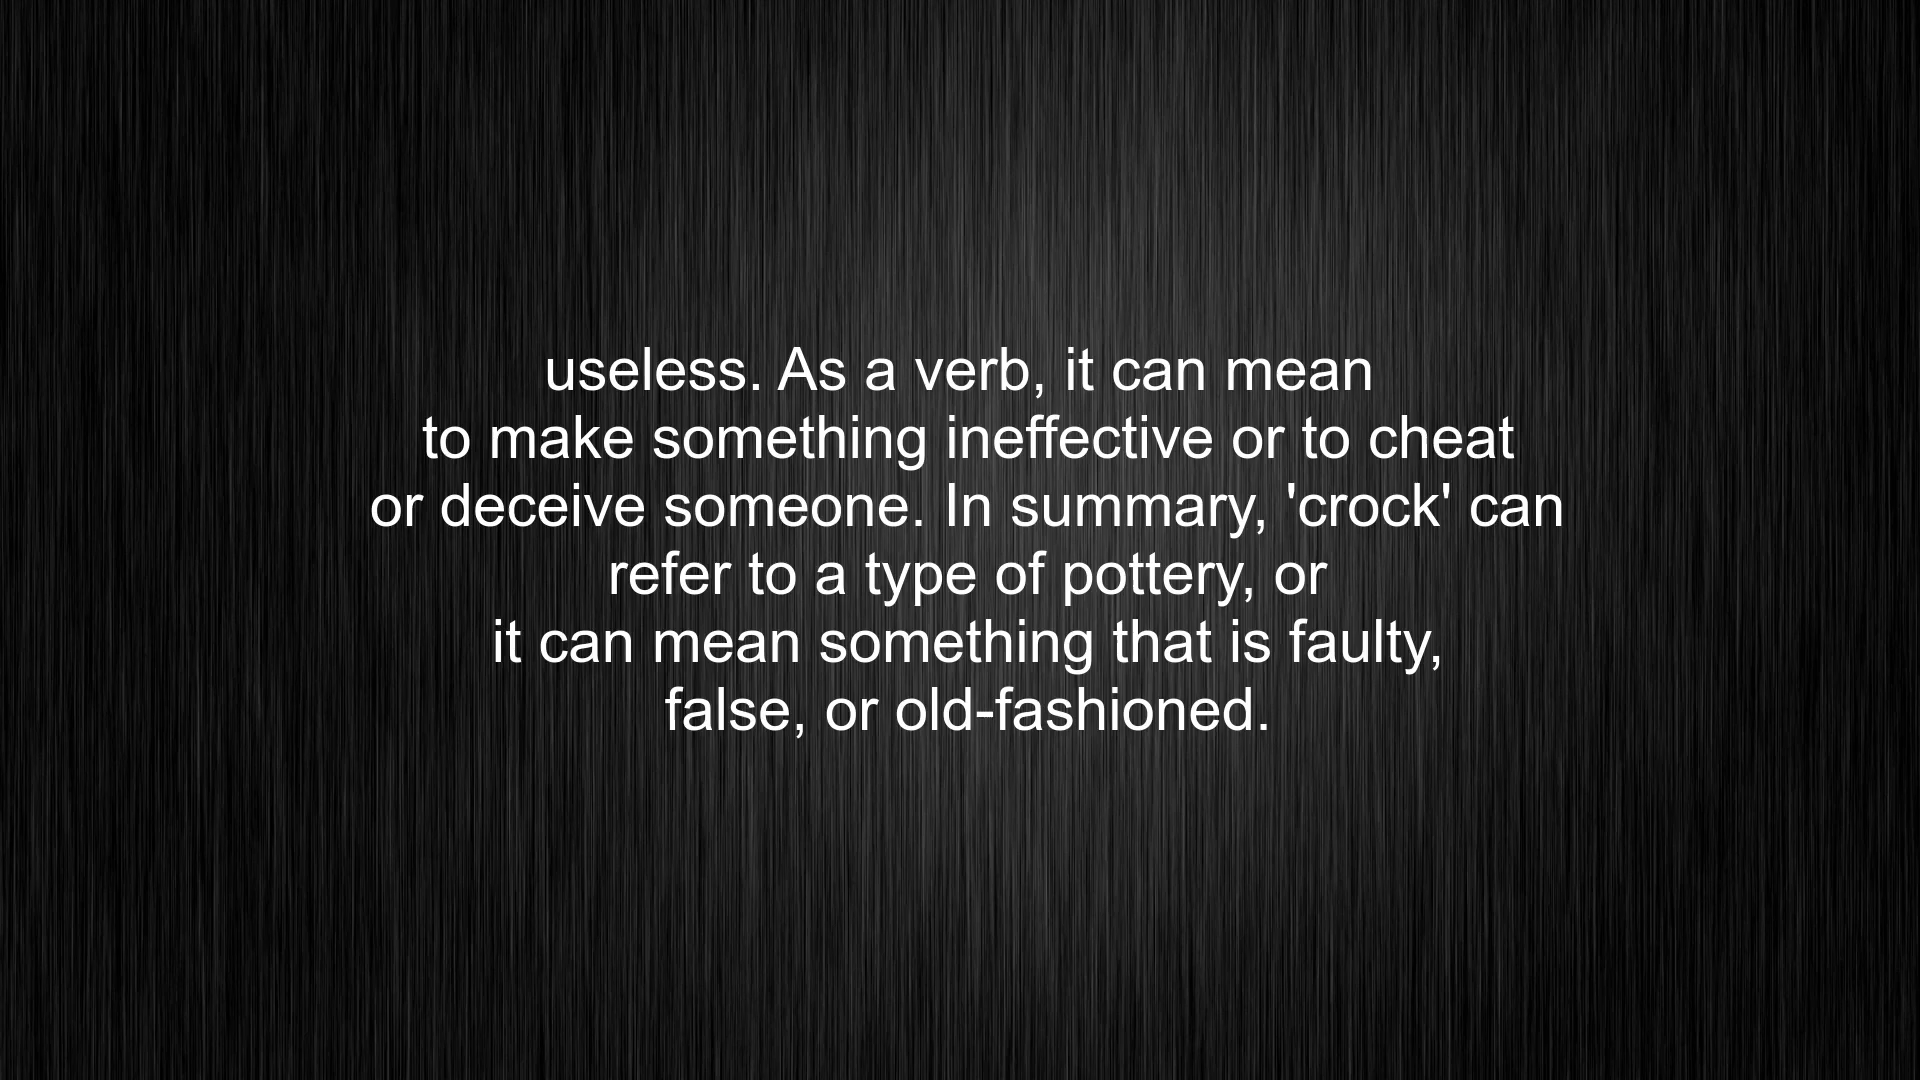 useless. As a verb, it can mean
to make something ineffective or to cheat
or deceive someone. In summary, 'crock' can
refer to a type of pottery, or
it can mean something that is faulty,
false, or old-fashioned.